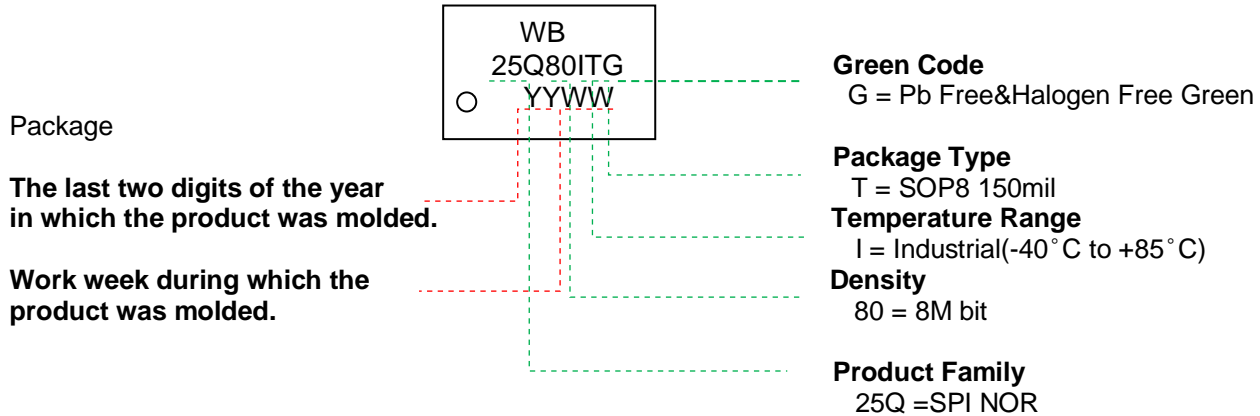 WB
25Q80ITG
YYWW
Package
The last two digits of the year
in which the product was molded.
Work week during which the
product was molded.
Green Code
G = Pb Free&Halogen Free Green
Package Type
T = SOP8 150mil
Temperature Range
I = Industrial(-40˚C to +85˚C)
Density
80 = 8M bit
Product Family
25Q =SPI NOR